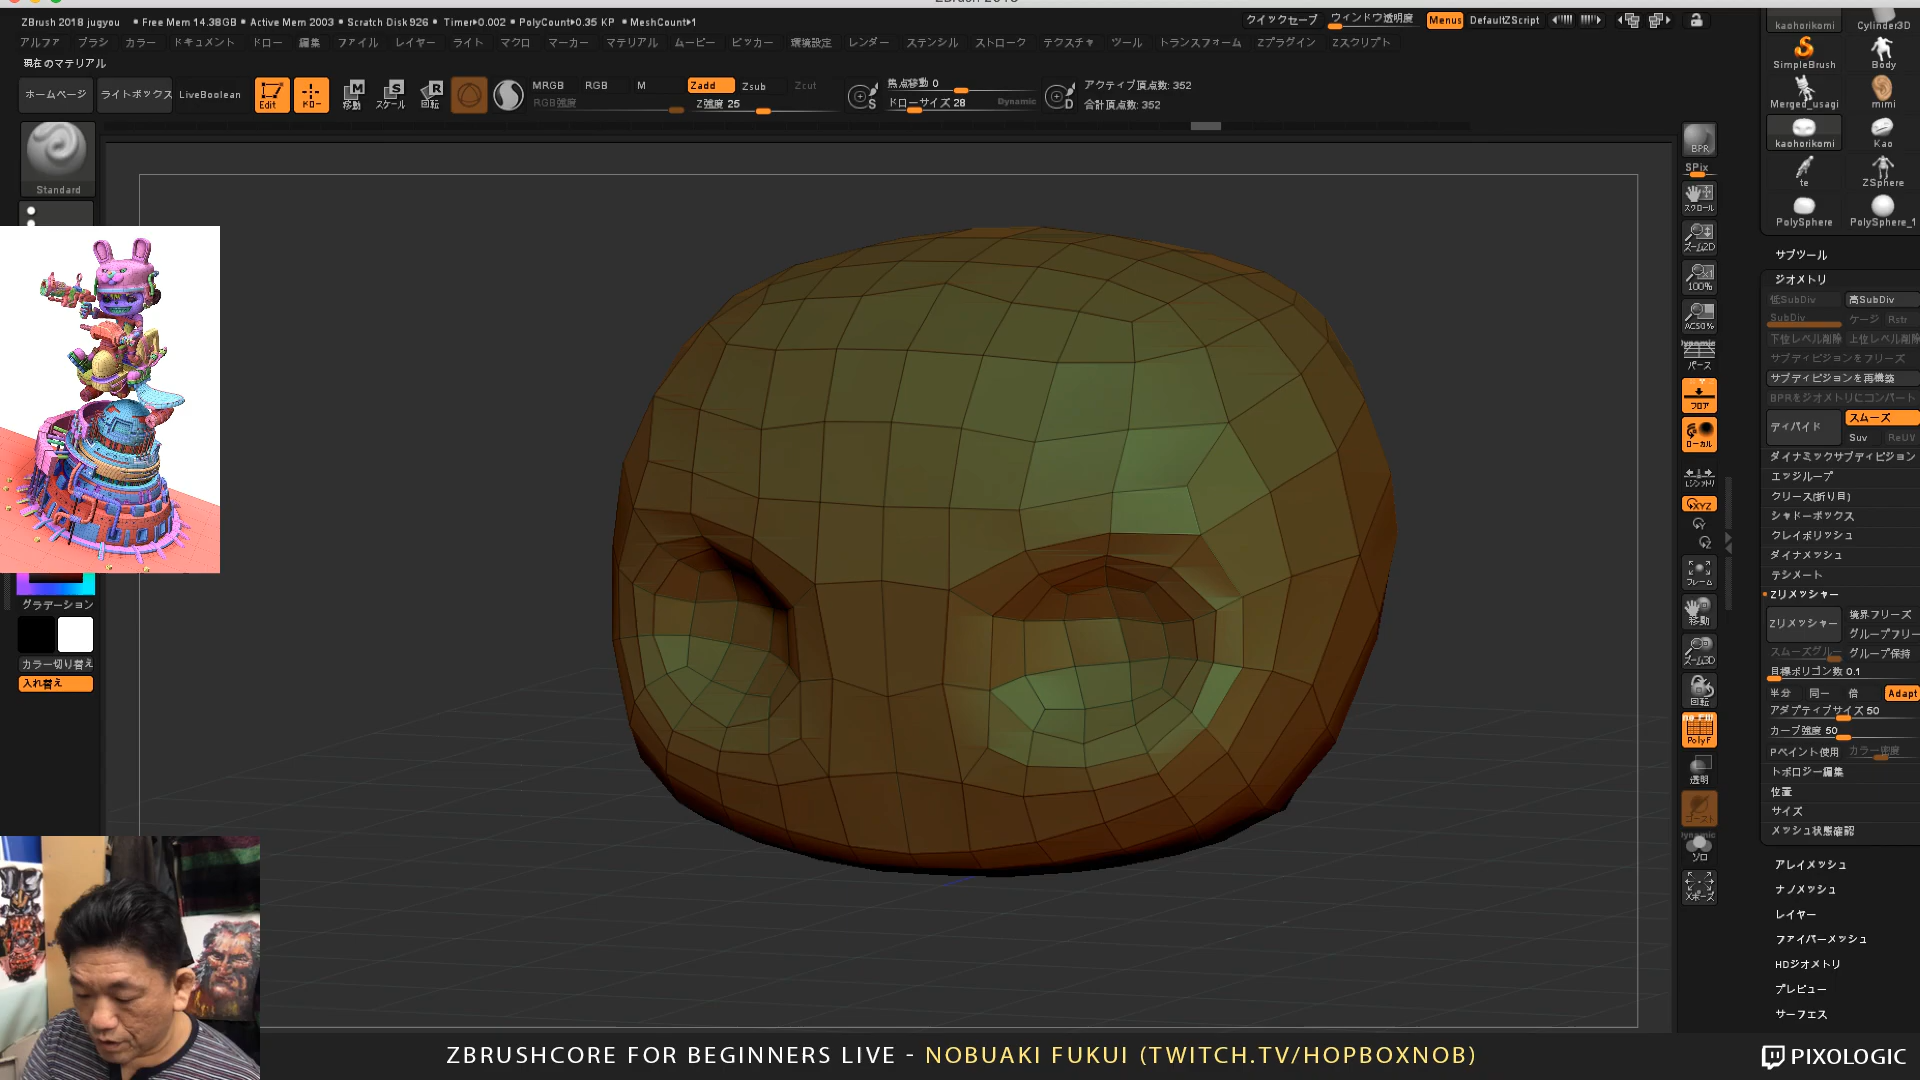 ZBrush 2018 jugyou • Free Mem 14.38GB • Active Mem 2003 • Scratch Disk 926 • Timer▸0.002 • PolyCount▸0.35 KP • MeshCount▸1
クイックセーブ ウィンドウ透明度 Menus DefaultZScript
アルファ ブラシ カラー ドキュメント ドロー 編集 ファイル レイヤー ライト マクロ マーカー マテリアル ムービー ピッカー 環境設定 レンダー ステンシル ストローク テクスチャ ツール トランスフォーム Zプラグイン Zスクリプト
現在のマテリアル
ホームページ ライトボックス LiveBoolean Edit ドロー 移動 スケール 回転
MRGB RGB M Zadd Zsub Zcut
RGB強度 Z強度 25
焦点移動 0
ドローサイズ 28 Dynamic
アクティブ頂点数: 352
合計頂点数: 352
Standard
グラデーション
カラー切り替え
入れ替え
BPR
SPix
スクロール
ズーム2D
100%
AC50%
Dynamic
パース
フロア
ローカル
XYZ
フレーム
移動
ズーム3D
回転
PolyF
透明
ゴースト
Dynamic
ソロ
Xポーズ
kaohorikomi Cylinder3D
SimpleBrush Body
Merged_usagi mimi
kaohorikomi Kao
te ZSphere
PolySphere PolySphere_1
サブツール
ジオメトリ
低SubDiv 高SubDiv
SubDiv ケージ Rstr
下位レベル削除 上位レベル削除
サブディビジョンをフリーズ
サブディビジョンを再構築
BPRをジオメトリにコンバート
ディバイド スムーズ
Suv ReUV
ダイナミックサブディビジョン
エッジループ
クリース(折り目)
シャドーボックス
クレイポリッシュ
ダイナメッシュ
テシメート
Zリメッシャー
Zリメッシャー 境界フリーズ
グループフリー
スムーズグルー グループ保持
目標ポリゴン数 0.1
半分 同一 倍 Adapt
アダプティブサイズ 50
カーブ強度 50
Pペイント使用 カラー密度
トポロジー編集
位置
サイズ
メッシュ状態確認
アレイメッシュ
ナノメッシュ
レイヤー
ファイバーメッシュ
HDジオメトリ
プレビュー
サーフェス
ZBRUSHCORE FOR BEGINNERS LIVE - NOBUAKI FUKUI (TWITCH.TV/HOPBOXNOB)
PIXOLOGIC